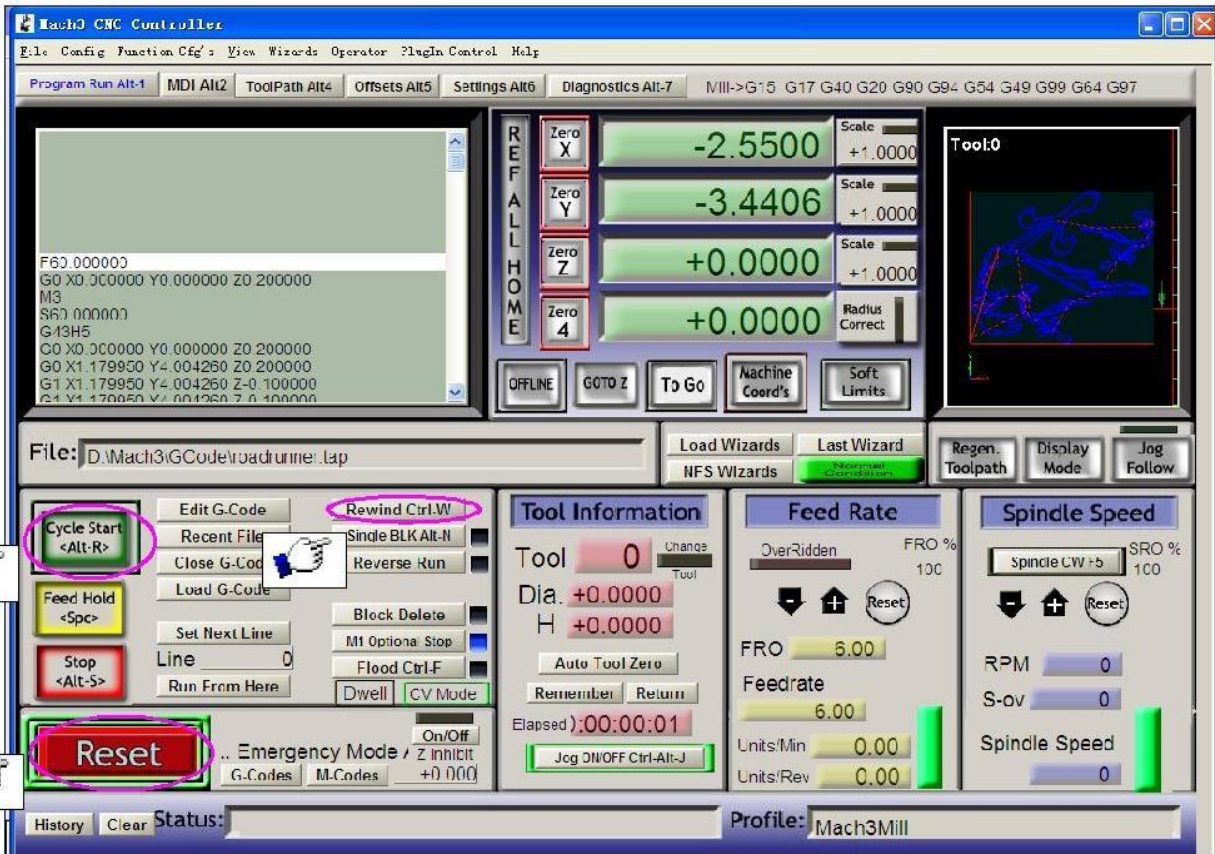 Mach3 CNC Controller
File Config Function Cfg's View Wizards Operator PlugIn Control Help
Program Run Alt-1 MDI Alt2 ToolPath Alt4 Offsets Alt5 Settings Alt6 Diagnostics Alt-7 Mill->G15 G17 G40 G20 G90 G94 G54 G49 G99 G64 G97
F60.000000
G0 X0.000000 Y0.000000 Z0.200000
M3
S60.000000
G43H5
G0 X0.000000 Y0.000000 Z0.200000
G0 X1.179950 Y4.004260 Z0.200000
G1 X1.179950 Y4.004260 Z-0.100000
G1 X1.179950 Y4.004260 Z-0.100000
REF ALL HOME
Zero X -2.5500 Scale +1.0000
Zero Y -3.4406 Scale +1.0000
Zero Z +0.0000 Scale +1.0000
Zero 4 +0.0000 Radius Correct
OFFLINE GOTO Z To Go Machine Coord's Soft Limits
Tool:0
File: D:\Mach3\GCode\roadrunner.tap
Load Wizards Last Wizard
NFS Wizards Normal Condition
Regen. Toolpath Display Mode Jog Follow
Cycle Start <Alt-R>
Feed Hold <Spc>
Stop <Alt-S>
Edit G-Code
Recent File
Close G-Code
Load G-Code
Set Next Line
Line 0
Run From Here
Rewind Ctrl-W
Single BLK Alt-N
Reverse Run
Block Delete
M1 Optional Stop
Flood Ctrl-F
Dwell CV Mode
Reset
.. Emergency Mode
On/Off
Z Inhibit
+0.000
G-Codes M-Codes
Tool Information
Tool 0 Change Tool
Dia. +0.0000
H +0.0000
Auto Tool Zero
Remember Return
Elapsed ):00:00:01
Jog ON/OFF Ctrl-Alt-J
Feed Rate
OverRidden FRO % 100
Reset
FRO 6.00
Feedrate
6.00
Units/Min 0.00
Units/Rev 0.00
Spindle Speed
Spindle CW F5 SRO % 100
Reset
RPM 0
S-ov 0
Spindle Speed
0
History Clear Status:
Profile: Mach3Mill